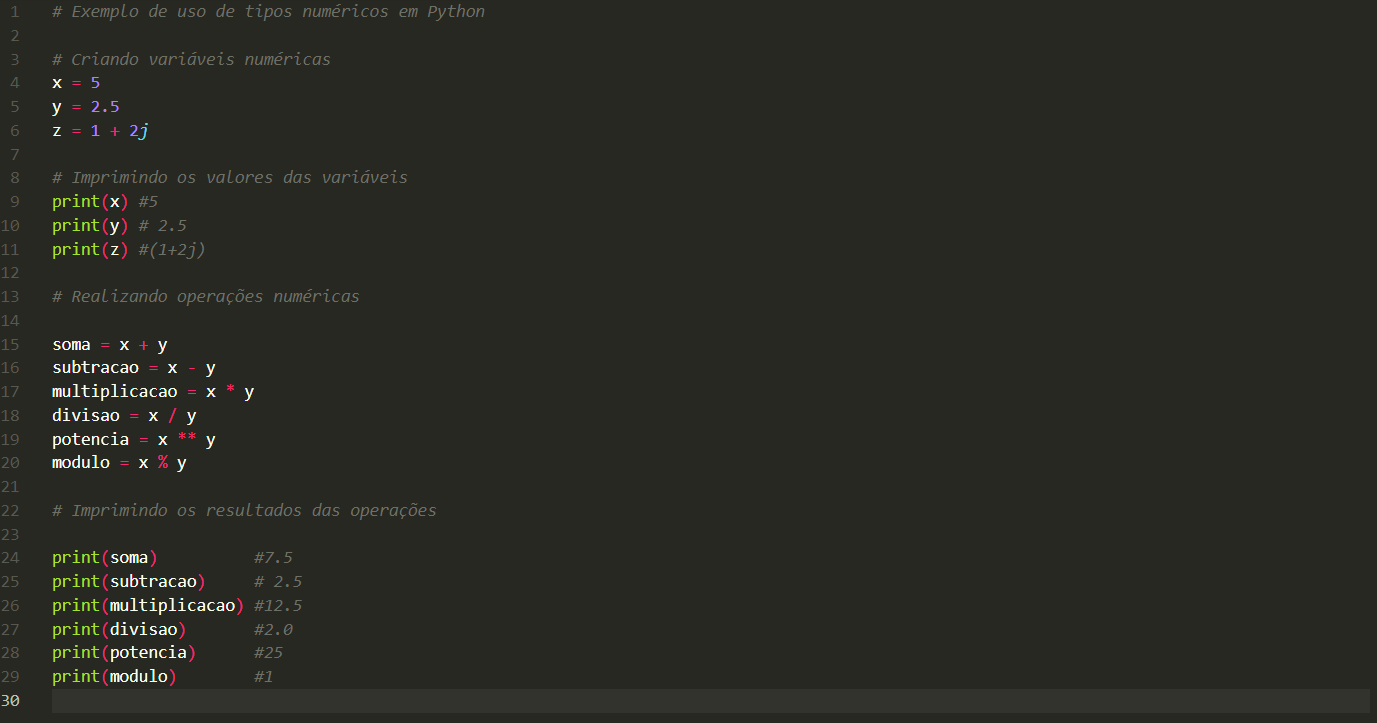 1 # Exemplo de uso de tipos numéricos em Python
2
3 # Criando variáveis numéricas
4 x = 5
5 y = 2.5
6 z = 1 + 2j
7
8 # Imprimindo os valores das variáveis
9 print(x) #5
10 print(y) # 2.5
11 print(z) #(1+2j)
12
13 # Realizando operações numéricas
14
15 soma = x + y
16 subtracao = x - y
17 multiplicacao = x * y
18 divisao = x / y
19 potencia = x ** y
20 modulo = x % y
21
22 # Imprimindo os resultados das operações
23
24 print(soma)          #7.5
25 print(subtracao)     # 2.5
26 print(multiplicacao) #12.5
27 print(divisao)       #2.0
28 print(potencia)      #25
29 print(modulo)        #1
30